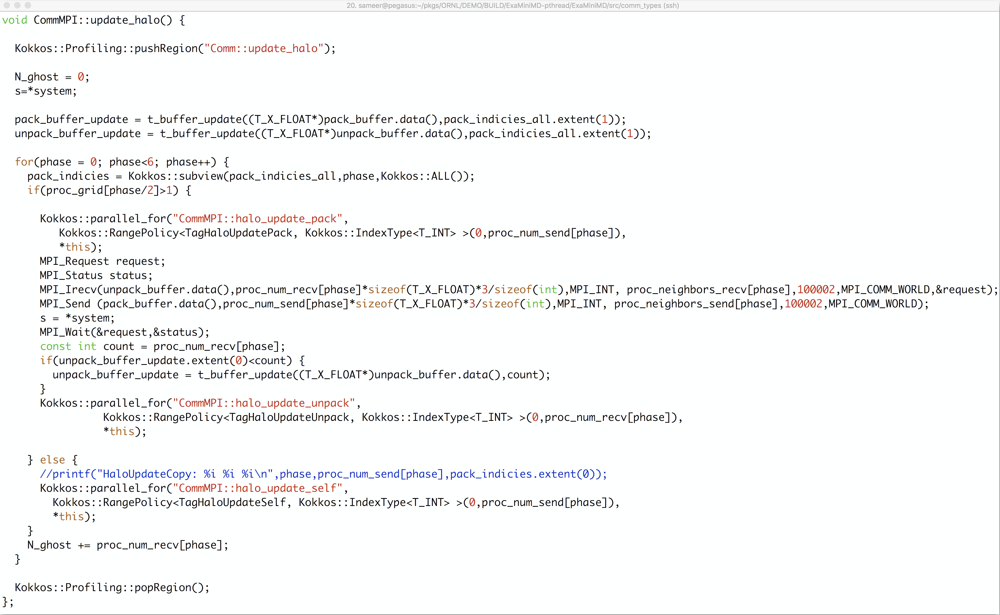 20. sameer@pegasus:~/pkgs/ORNL/DEMO/BUILD/ExaMiniMD-pthread/ExaMiniMD/src/comm_types (ssh)
void CommMPI::update_halo() {
  Kokkos::Profiling::pushRegion("Comm::update_halo");
  N_ghost = 0;
  s=*system;
  pack_buffer_update = t_buffer_update((T_X_FLOAT*)pack_buffer.data(),pack_indicies_all.extent(1));
  unpack_buffer_update = t_buffer_update((T_X_FLOAT*)unpack_buffer.data(),pack_indicies_all.extent(1));
  for(phase = 0; phase<6; phase++) {
    pack_indicies = Kokkos::subview(pack_indicies_all,phase,Kokkos::ALL());
    if(proc_grid[phase/2]>1) {
      Kokkos::parallel_for("CommMPI::halo_update_pack",
         Kokkos::RangePolicy<TagHaloUpdatePack, Kokkos::IndexType<T_INT> >(0,proc_num_send[phase]),
         *this);
      MPI_Request request;
      MPI_Status status;
      MPI_Irecv(unpack_buffer.data(),proc_num_recv[phase]*sizeof(T_X_FLOAT)*3/sizeof(int),MPI_INT, proc_neighbors_recv[phase],100002,MPI_COMM_WORLD,&request);
      MPI_Send (pack_buffer.data(),proc_num_send[phase]*sizeof(T_X_FLOAT)*3/sizeof(int),MPI_INT, proc_neighbors_send[phase],100002,MPI_COMM_WORLD);
      s = *system;
      MPI_Wait(&request,&status);
      const int count = proc_num_recv[phase];
      if(unpack_buffer_update.extent(0)<count) {
        unpack_buffer_update = t_buffer_update((T_X_FLOAT*)unpack_buffer.data(),count);
      }
      Kokkos::parallel_for("CommMPI::halo_update_unpack",
                Kokkos::RangePolicy<TagHaloUpdateUnpack, Kokkos::IndexType<T_INT> >(0,proc_num_recv[phase]),
                *this);
    } else {
      //printf("HaloUpdateCopy: %i %i %i\n",phase,proc_num_send[phase],pack_indicies.extent(0));
      Kokkos::parallel_for("CommMPI::halo_update_self",
        Kokkos::RangePolicy<TagHaloUpdateSelf, Kokkos::IndexType<T_INT> >(0,proc_num_send[phase]),
        *this);
    }
    N_ghost += proc_num_recv[phase];
  }
  Kokkos::Profiling::popRegion();
};